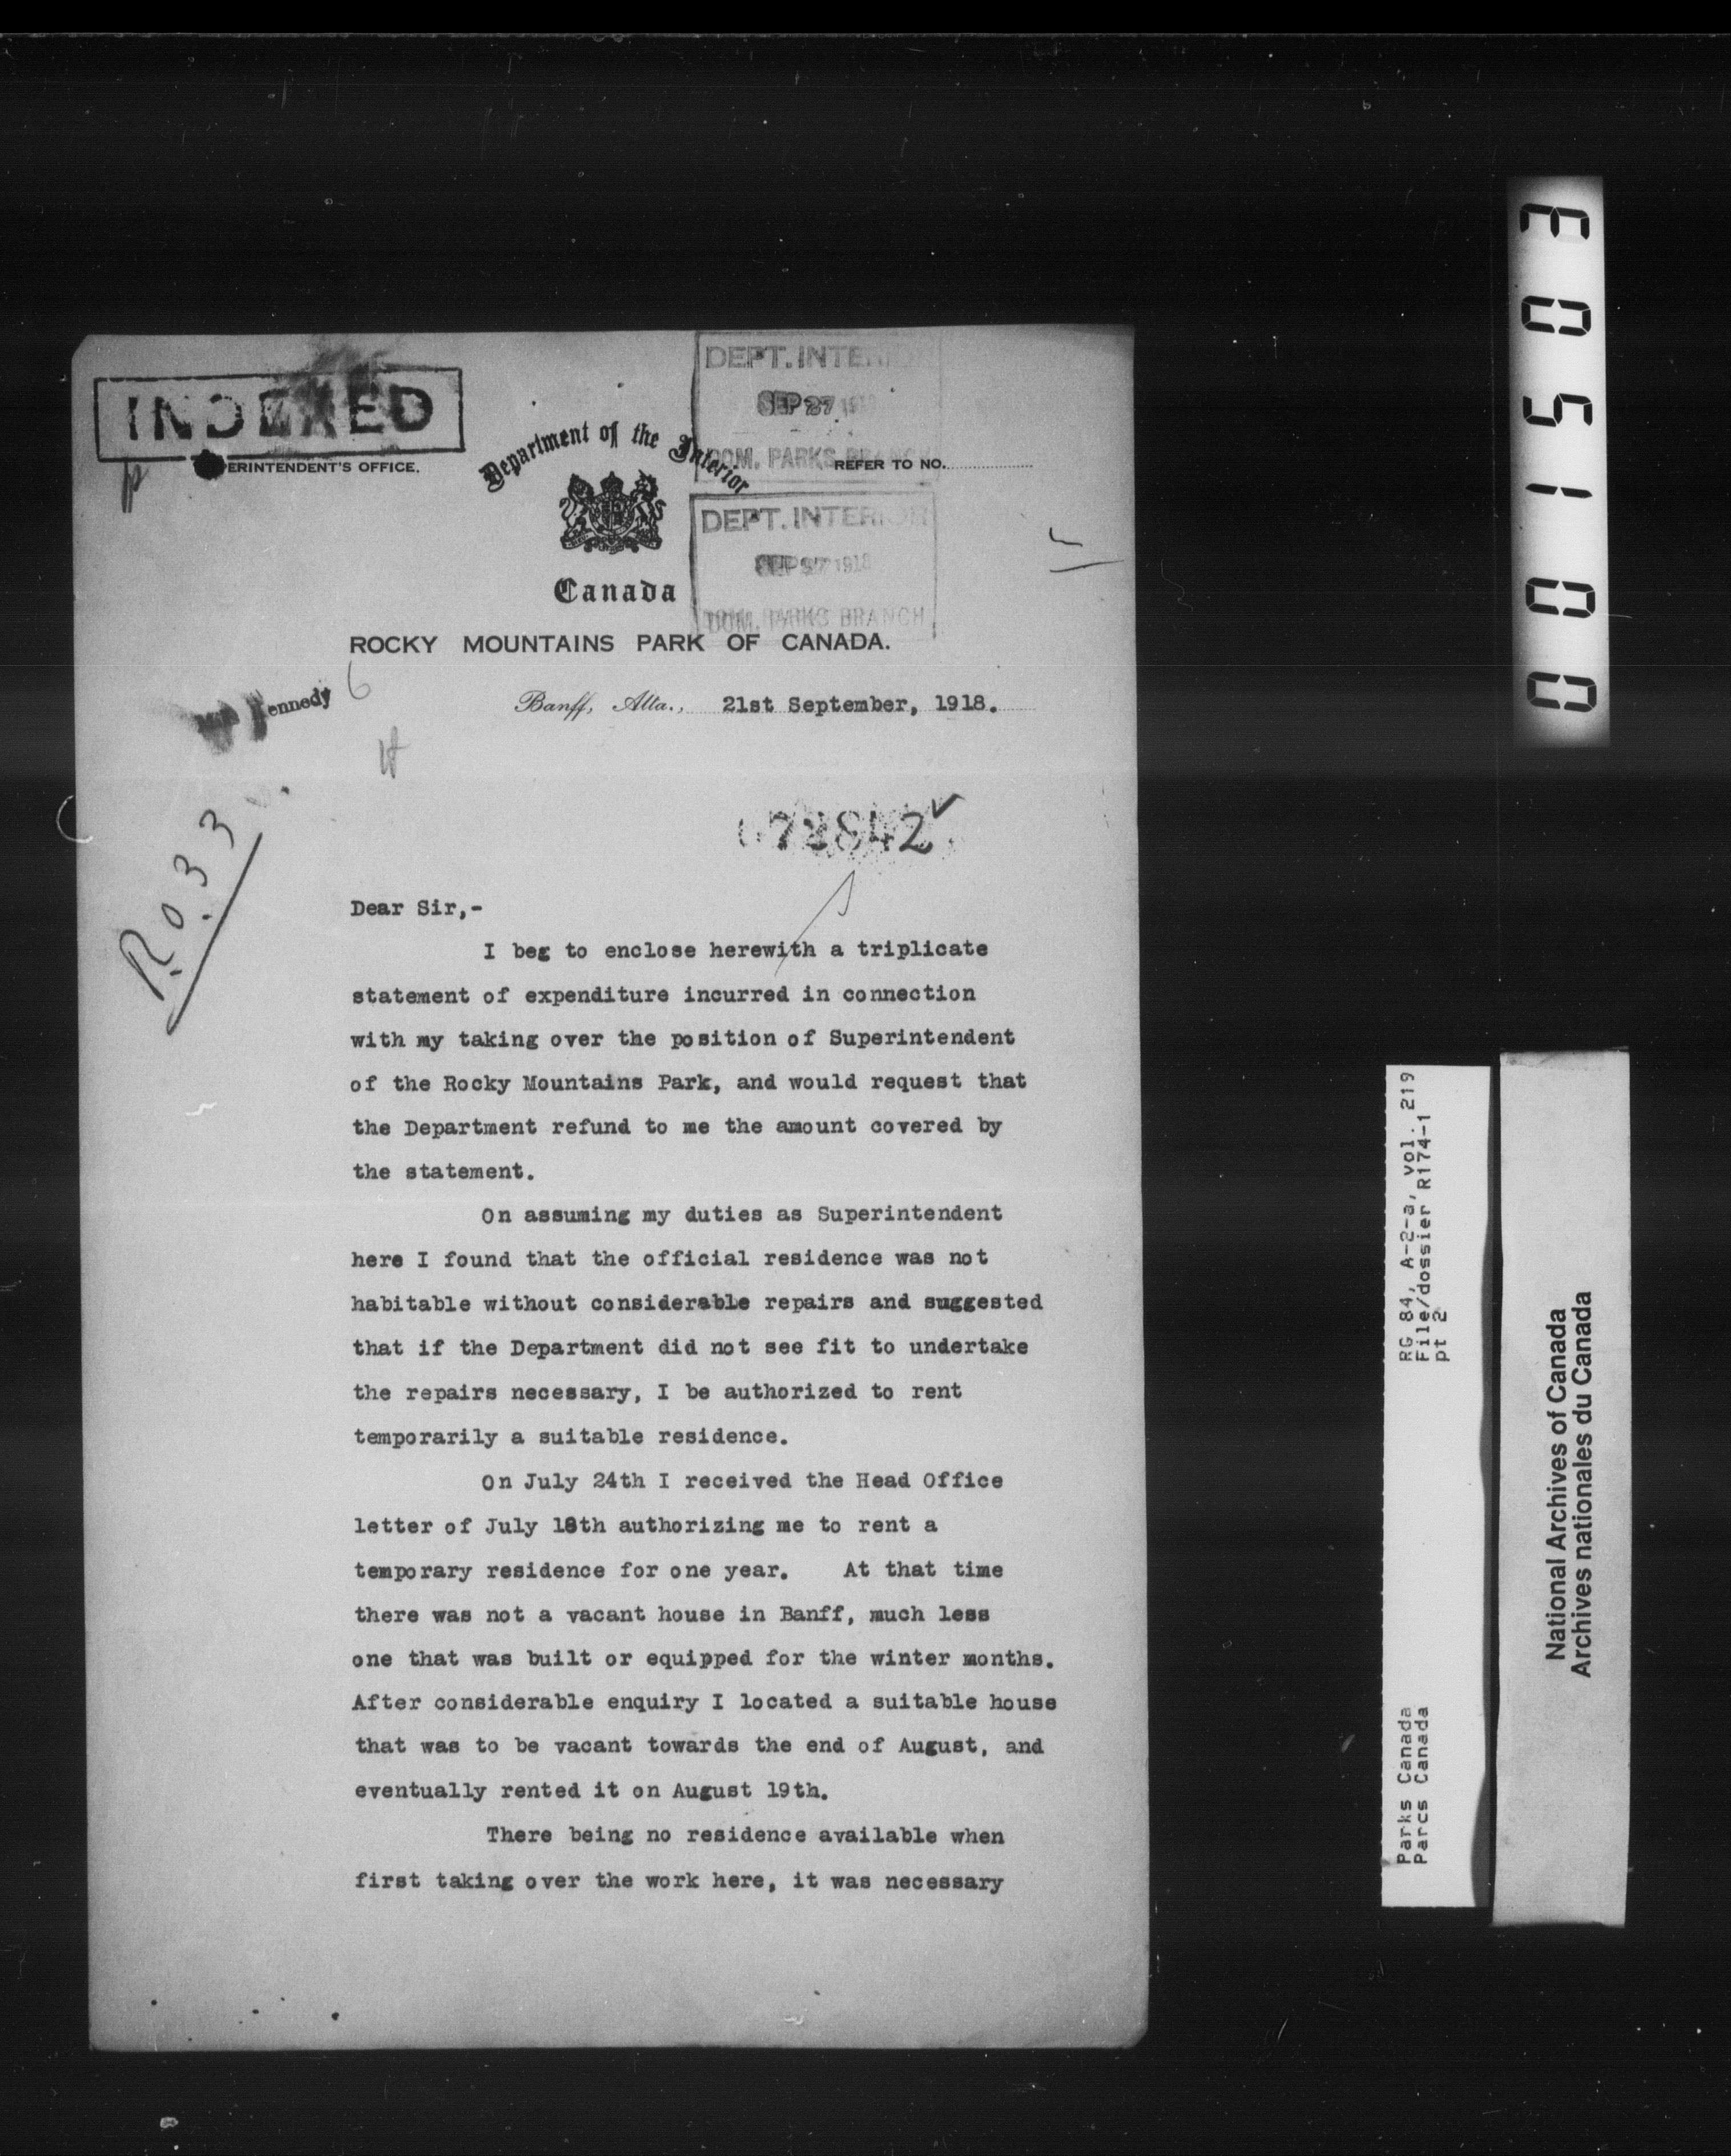 INDEXED
DEPT. INTERIOR
SEP 27 1918
DOM. PARKS BRANCH
ERINTENDENT'S OFFICE.
Department of the Interior
REFER TO NO.
DEPT. INTERIOR
1918
DOM. PARKS BRANCH
Canada
ROCKY MOUNTAINS PARK OF CANADA.
ennedy
6
Banff, Alta., 21st September, 1918.
72842
R.03.3
Dear Sir,-
I beg to enclose herewith a triplicate
statement of expenditure incurred in connection
with my taking over the position of Superintendent
of the Rocky Mountains Park, and would request that
the Department refund to me the amount covered by
the statement.
On assuming my duties as Superintendent
here I found that the official residence was not
habitable without considerable repairs and suggested
that if the Department did not see fit to undertake
the repairs necessary, I be authorized to rent
temporarily a suitable residence.
On July 24th I received the Head Office
letter of July 18th authorizing me to rent a
temporary residence for one year. At that time
there was not a vacant house in Banff, much less
one that was built or equipped for the winter months.
After considerable enquiry I located a suitable house
that was to be vacant towards the end of August, and
eventually rented it on August 19th.
There being no residence available when
first taking over the work here, it was necessary
001503
Parks Canada
Parcs Canada
RG 84, A-2-a, vol. 219
File/dossier R174-1
pt 2
National Archives of Canada
Archives nationales du Canada